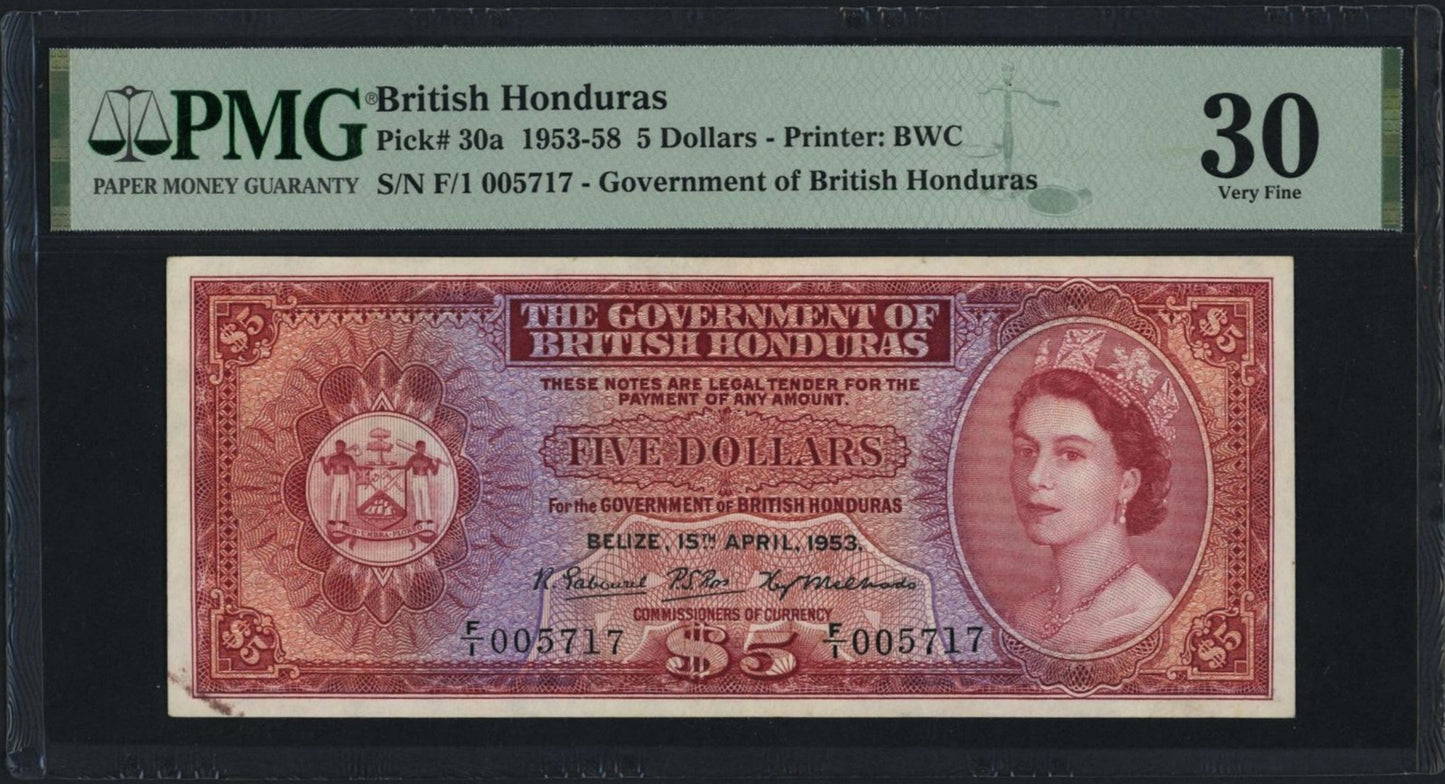 PMG®
PAPER MONEY GUARANTY
British Honduras
Pick# 30a 1953-58 5 Dollars - Printer: BWC
S/N F/1 005717 - Government of British Honduras
30
Very Fine
$5
$5
THE GOVERNMENT OF
BRITISH HONDURAS
THESE NOTES ARE LEGAL TENDER FOR THE
PAYMENT OF ANY AMOUNT.
FIVE DOLLARS
For the GOVERNMENT OF BRITISH HONDURAS
BELIZE, 15TH APRIL, 1953.
COMMISSIONERS OF CURRENCY
F/1 005717
$5
F/1 005717
$5
$5